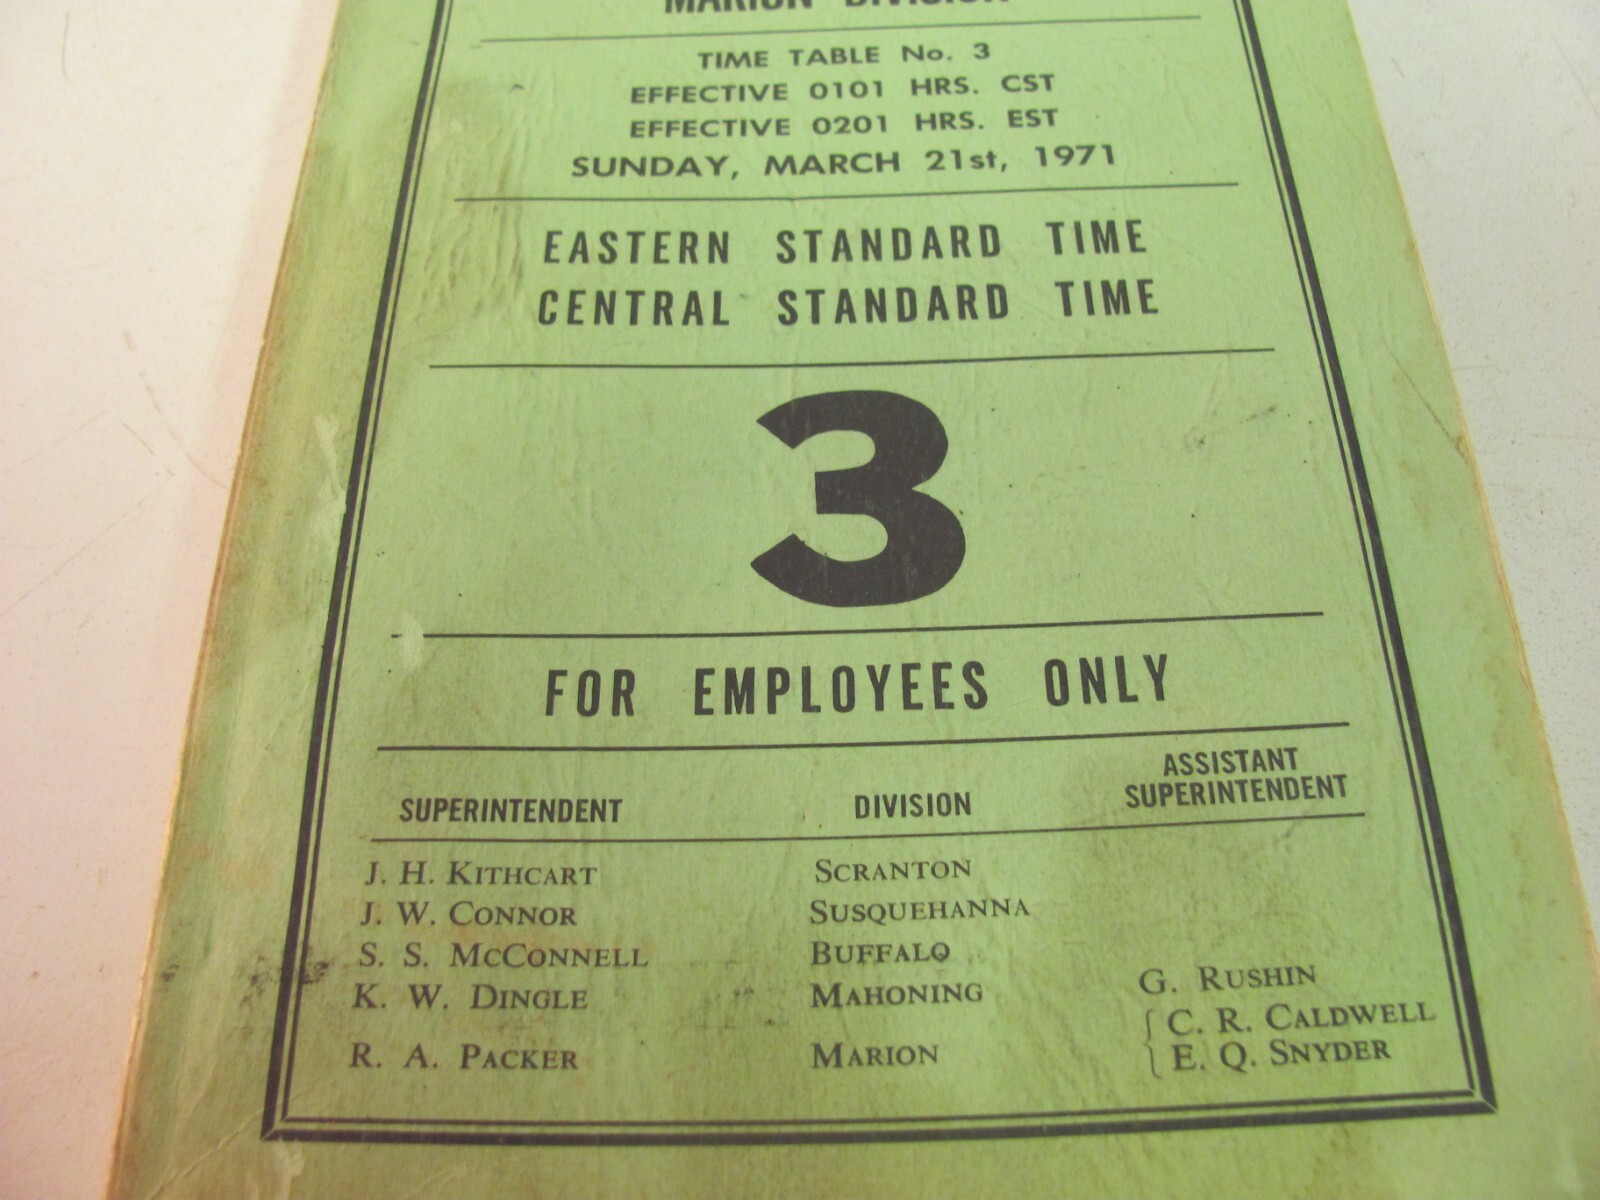 MARION DIVISION
TIME TABLE No. 3
EFFECTIVE 0101 HRS. CST
EFFECTIVE 0201 HRS. EST
SUNDAY, MARCH 21st, 1971
EASTERN STANDARD TIME
CENTRAL STANDARD TIME
3
FOR EMPLOYEES ONLY
SUPERINTENDENT DIVISION ASSISTANT SUPERINTENDENT
J. H. KITHCART SCRANTON
J. W. CONNOR SUSQUEHANNA
S. S. MCCONNELL BUFFALO
K. W. DINGLE MAHONING G. RUSHIN
R. A. PACKER MARION C. R. CALDWELL
E. Q. SNYDER